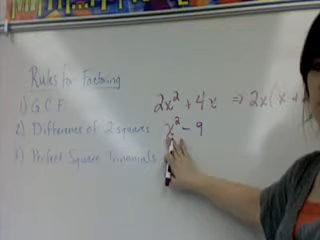 Rules for Factoring
1) G.C.F. 2x² + 4x ⇒ 2x(x +
2) Difference of 2 squares x² - 9
3) Perfect Square Trinomials